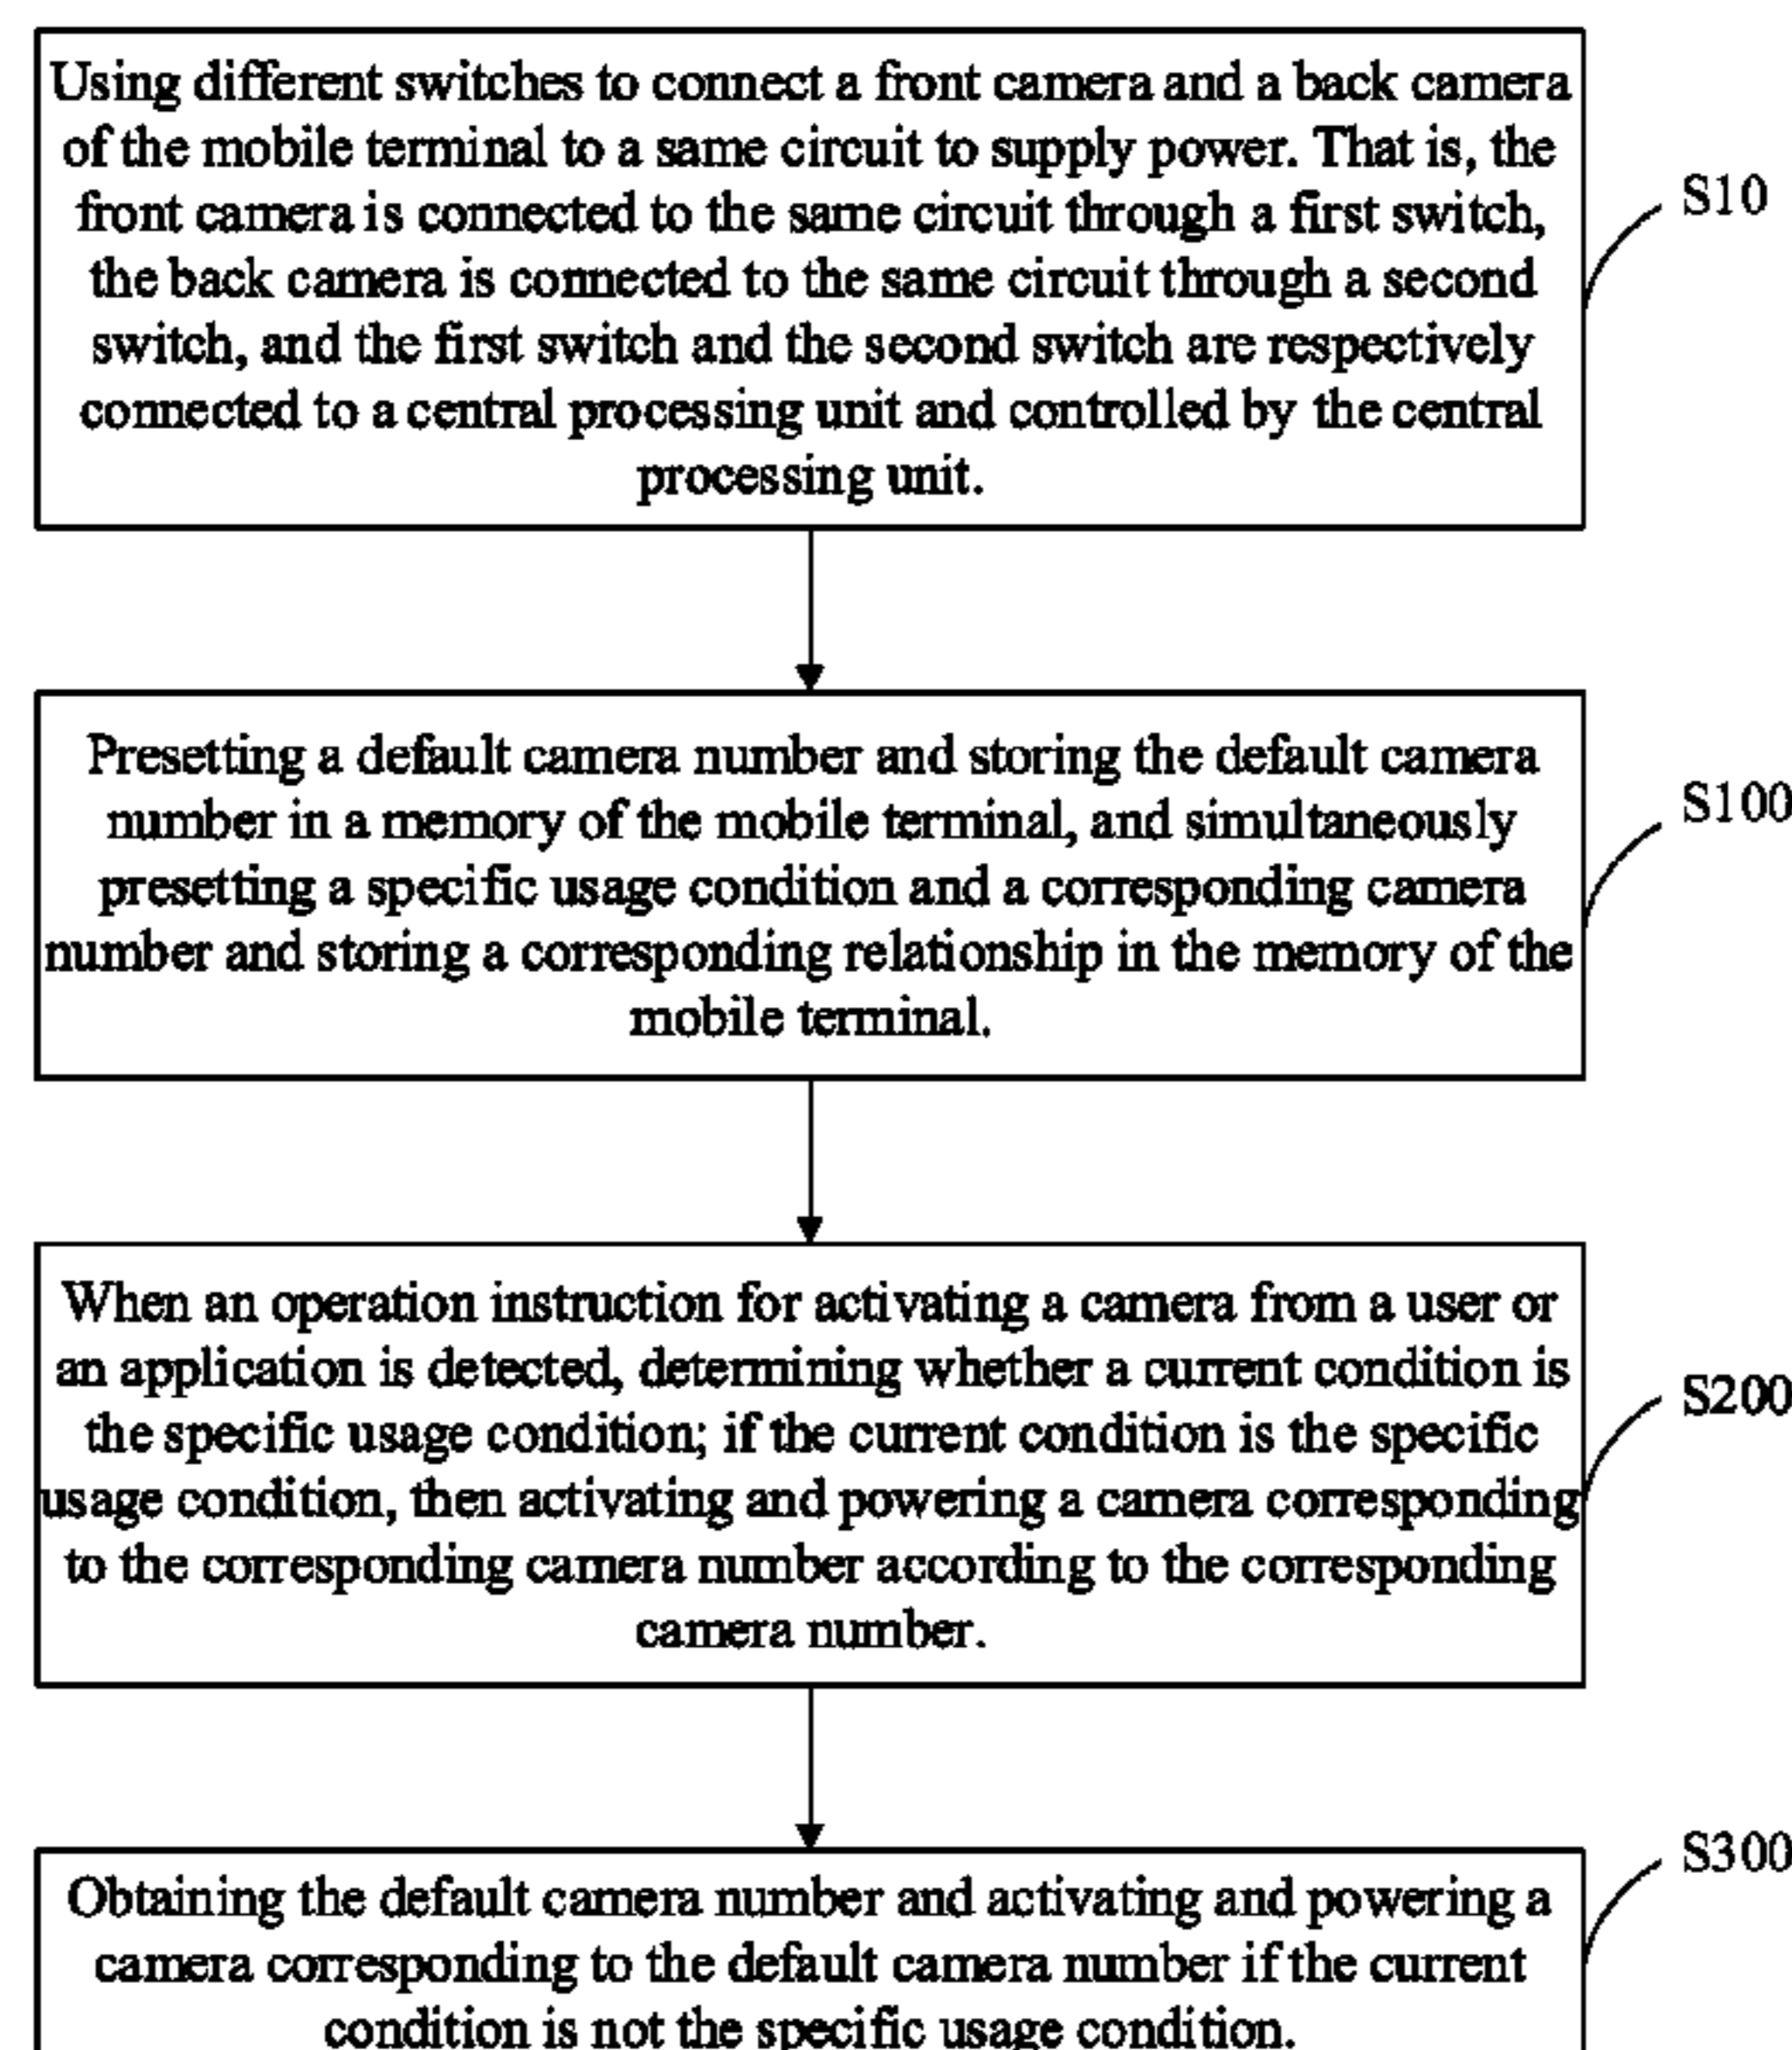 Using different switches to connect a front camera and a back camera
of the mobile terminal to a same circuit to supply power. That is, the
front camera is connected to the same circuit through a first switch,
the back camera is connected to the same circuit through a second
switch, and the first switch and the second switch are respectively
connected to a central processing unit and controlled by the central
processing unit.
S10
Presetting a default camera number and storing the default camera
number in a memory of the mobile terminal, and simultaneously
presetting a specific usage condition and a corresponding camera
number and storing a corresponding relationship in the memory of the
mobile terminal.
S100
When an operation instruction for activating a camera from a user or
an application is detected, determining whether a current condition is
the specific usage condition; if the current condition is the specific
usage condition, then activating and powering a camera corresponding
to the corresponding camera number according to the corresponding
camera number.
S200
Obtaining the default camera number and activating and powering a
camera corresponding to the default camera number if the current
condition is not the specific usage condition.
S300